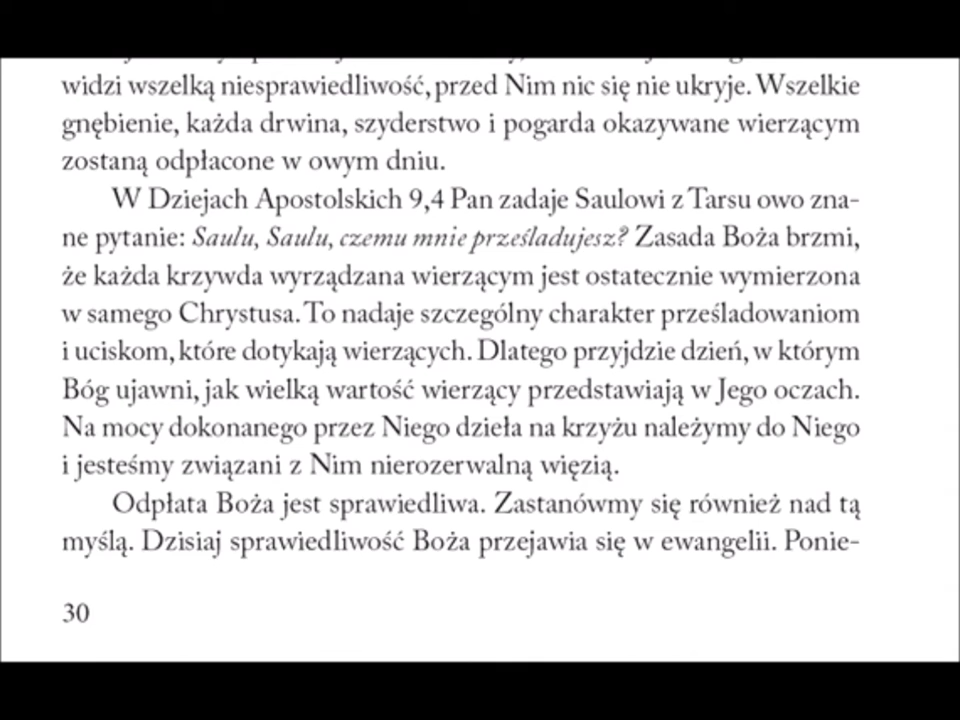 widzi wszelką niesprawiedliwość, przed Nim nic się nie ukryje. Wszelkie
gnębienie, każda drwina, szyderstwo i pogarda okazywane wierzącym
zostaną odpłacone w owym dniu.
W Dziejach Apostolskich 9,4 Pan zadaje Saulowi z Tarsu owo zna-
ne pytanie: Saulu, Saulu, czemu mnie prześladujesz? Zasada Boża brzmi,
że każda krzywda wyrządzana wierzącym jest ostatecznie wymierzona
w samego Chrystusa. To nadaje szczególny charakter prześladowaniom
i uciskom, które dotykają wierzących. Dlatego przyjdzie dzień, w którym
Bóg ujawni, jak wielką wartość wierzący przedstawiają w Jego oczach.
Na mocy dokonanego przez Niego dzieła na krzyżu należymy do Niego
i jesteśmy związani z Nim nierozerwalną więzią.
Odpłata Boża jest sprawiedliwa. Zastanówmy się również nad tą
myślą. Dzisiaj sprawiedliwość Boża przejawia się w ewangelii. Ponie-
30